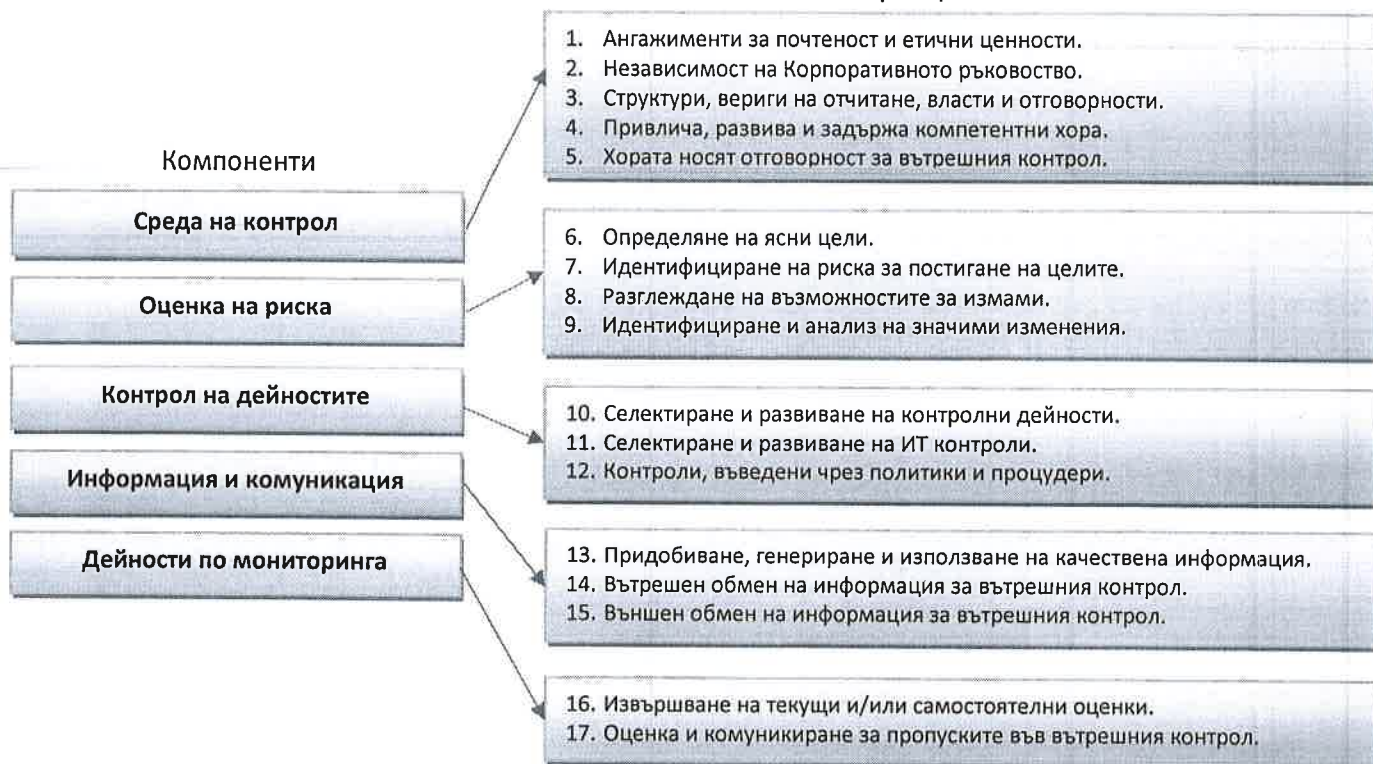 Компоненти
Среда на контрол
Оценка на риска
Контрол на дейностите
Информация и комуникация
Дейности по мониторинга
1. Ангажименти за почтеност и етични ценности.
2. Независимост на Корпоративното ръковоство.
3. Структури, вериги на отчитане, власти и отговорности.
4. Привлича, развива и задържа компетентни хора.
5. Хората носят отговорност за вътрешния контрол.
6. Определяне на ясни цели.
7. Идентифициране на риска за постигане на целите.
8. Разглеждане на възможностите за измами.
9. Идентифициране и анализ на значими изменения.
10. Селектиране и развиване на контролни дейности.
11. Селектиране и развиване на ИТ контроли.
12. Контроли, въведени чрез политики и процудери.
13. Придобиване, генериране и използване на качествена информация.
14. Вътрешен обмен на информация за вътрешния контрол.
15. Външен обмен на информация за вътрешния контрол.
16. Извършване на текущи и/или самостоятелни оценки.
17. Оценка и комуникиране за пропуските във вътрешния контрол.